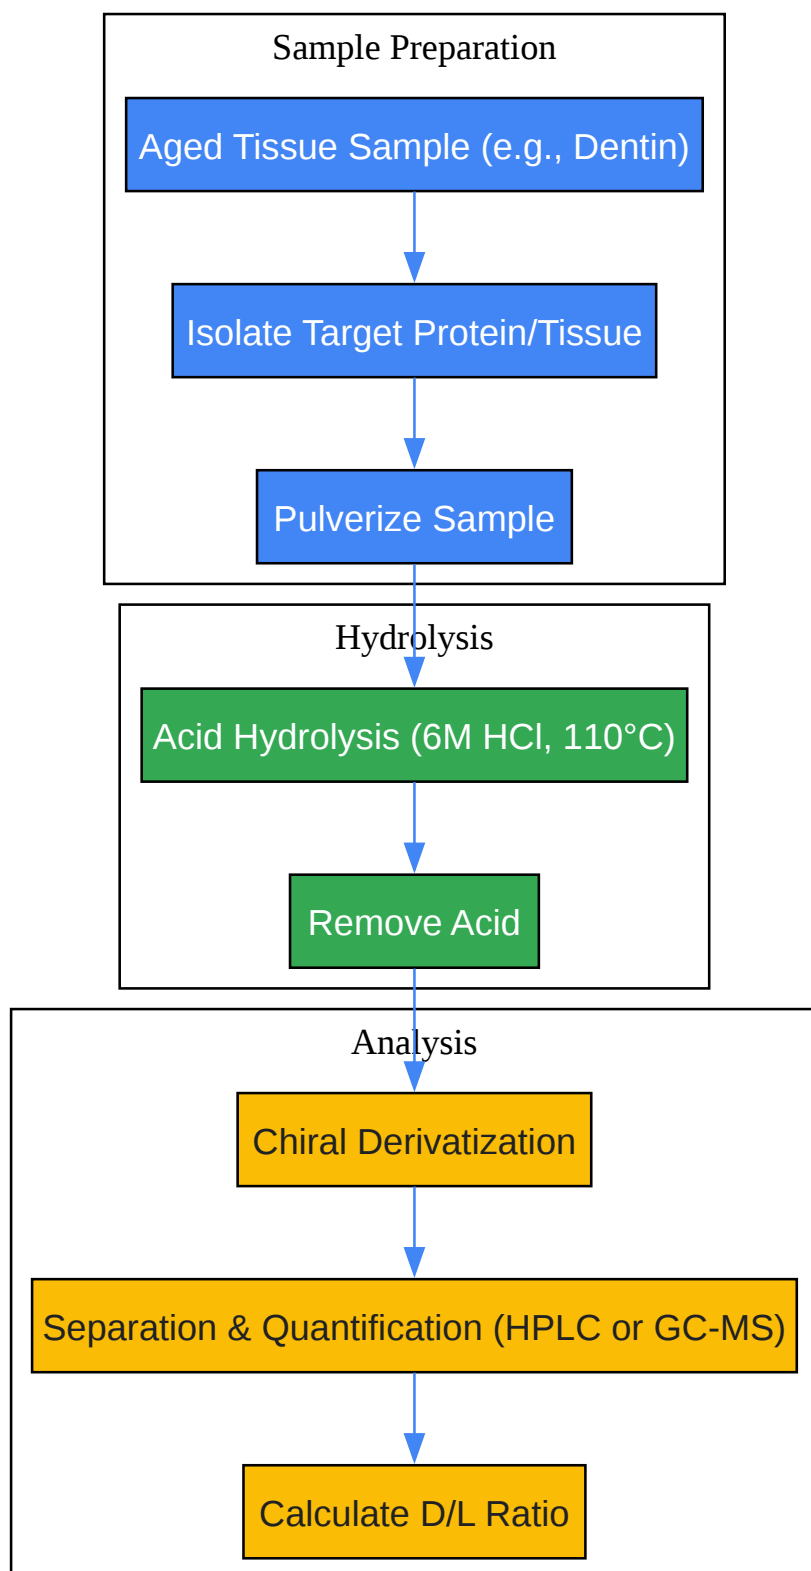 Sample Preparation
Aged Tissue Sample (e.g., Dentin)
Isolate Target Protein/Tissue
Pulverize Sample
Hydrolysis
Acid Hydrolysis (6M HCl, 110°C)
Remove Acid
Analysis
Chiral Derivatization
Separation & Quantification (HPLC or GC-MS)
Calculate D/L Ratio